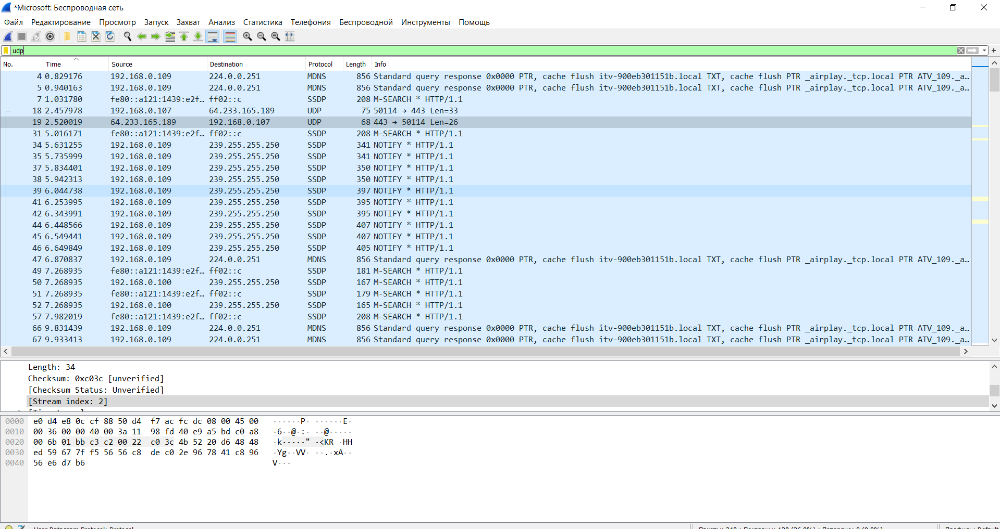 *Microsoft: Беспроводная сеть
Файл Редактирование Просмотр Запуск Захват Анализ Статистика Телефония Беспроводной Инструменты Помощь
udp
No. Time Source Destination Protocol Length Info
4 0.829176 192.168.0.109 224.0.0.251 MDNS 856 Standard query response 0x0000 PTR, cache flush itv-900eb301151b.local TXT, cache flush PTR _airplay._tcp.local PTR ATV_109._a…
5 0.940163 192.168.0.109 224.0.0.251 MDNS 856 Standard query response 0x0000 PTR, cache flush itv-900eb301151b.local TXT, cache flush PTR _airplay._tcp.local PTR ATV_109._a…
7 1.031780 fe80::a121:1439:e2f… ff02::c SSDP 208 M-SEARCH * HTTP/1.1
18 2.457978 192.168.0.107 64.233.165.189 UDP 75 50114 → 443 Len=33
19 2.520019 64.233.165.189 192.168.0.107 UDP 68 443 → 50114 Len=26
31 5.016171 fe80::a121:1439:e2f… ff02::c SSDP 208 M-SEARCH * HTTP/1.1
34 5.631255 192.168.0.109 239.255.255.250 SSDP 341 NOTIFY * HTTP/1.1
35 5.735999 192.168.0.109 239.255.255.250 SSDP 341 NOTIFY * HTTP/1.1
37 5.834401 192.168.0.109 239.255.255.250 SSDP 350 NOTIFY * HTTP/1.1
38 5.942313 192.168.0.109 239.255.255.250 SSDP 350 NOTIFY * HTTP/1.1
39 6.044738 192.168.0.109 239.255.255.250 SSDP 397 NOTIFY * HTTP/1.1
41 6.253995 192.168.0.109 239.255.255.250 SSDP 395 NOTIFY * HTTP/1.1
42 6.343991 192.168.0.109 239.255.255.250 SSDP 395 NOTIFY * HTTP/1.1
44 6.448566 192.168.0.109 239.255.255.250 SSDP 407 NOTIFY * HTTP/1.1
45 6.549441 192.168.0.109 239.255.255.250 SSDP 407 NOTIFY * HTTP/1.1
46 6.649849 192.168.0.109 239.255.255.250 SSDP 405 NOTIFY * HTTP/1.1
47 6.870837 192.168.0.109 224.0.0.251 MDNS 856 Standard query response 0x0000 PTR, cache flush itv-900eb301151b.local TXT, cache flush PTR _airplay._tcp.local PTR ATV_109._a…
49 7.268935 fe80::a121:1439:e2f… ff02::c SSDP 181 M-SEARCH * HTTP/1.1
50 7.268935 192.168.0.100 239.255.255.250 SSDP 167 M-SEARCH * HTTP/1.1
51 7.268935 fe80::a121:1439:e2f… ff02::c SSDP 179 M-SEARCH * HTTP/1.1
52 7.268935 192.168.0.100 239.255.255.250 SSDP 165 M-SEARCH * HTTP/1.1
57 7.982019 fe80::a121:1439:e2f… ff02::c SSDP 208 M-SEARCH * HTTP/1.1
66 9.831439 192.168.0.109 224.0.0.251 MDNS 856 Standard query response 0x0000 PTR, cache flush itv-900eb301151b.local TXT, cache flush PTR _airplay._tcp.local PTR ATV_109._a…
67 9.933413 192.168.0.109 224.0.0.251 MDNS 856 Standard query response 0x0000 PTR, cache flush itv-900eb301151b.local TXT, cache flush PTR _airplay._tcp.local PTR ATV_109._a…
Length: 34
Checksum: 0xc03c [unverified]
[Checksum Status: Unverified]
[Stream index: 2]
0000 e0 d4 e8 0c cf 88 50 d4 f7 ac fc dc 08 00 45 00 ······P· ······E·
0010 00 36 00 00 40 00 3a 11 98 fd 40 e9 a5 bd c0 a8 ·6··@·:· ··@·····
0020 00 6b 01 bb c3 c2 00 22 c0 3c 4b 52 20 d6 48 48 ·k·····" ·<KR ·HH
0030 ed 59 67 7f f5 56 56 c8 de c0 2e 96 78 41 c8 96 ·Yg··VV· ··.·xA··
0040 56 e6 d7 b6 V···